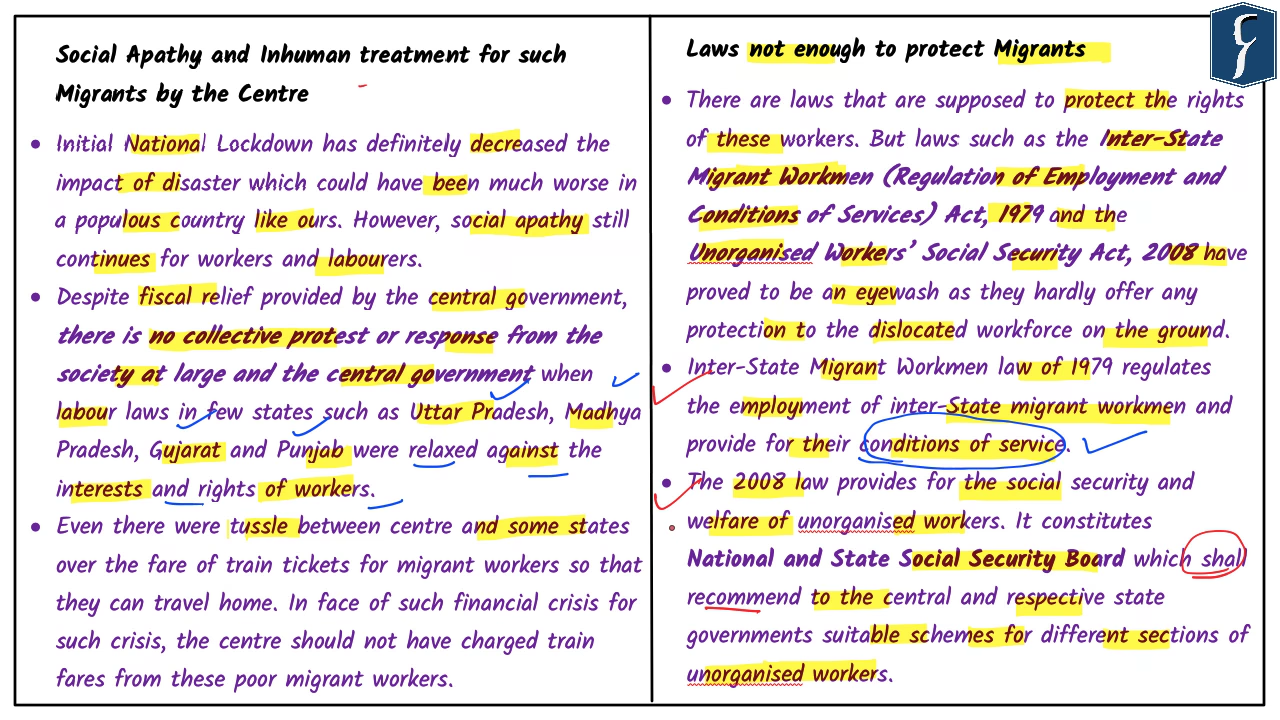 Social Apathy and Inhuman treatment for such
Migrants by the Centre
• Initial National Lockdown has definitely decreased the
impact of disaster which could have been much worse in
a populous country like ours. However, social apathy still
continues for workers and labourers.
• Despite fiscal relief provided by the central government,
there is no collective protest or response from the
society at large and the central government when
labour laws in few states such as Uttar Pradesh, Madhya
Pradesh, Gujarat and Punjab were relaxed against the
interests and rights of workers.
• Even there were tussle between centre and some states
over the fare of train tickets for migrant workers so that
they can travel home. In face of such financial crisis for
such crisis, the centre should not have charged train
fares from these poor migrant workers.
Laws not enough to protect Migrants
• There are laws that are supposed to protect the rights
of these workers. But laws such as the Inter-State
Migrant Workmen (Regulation of Employment and
Conditions of Services) Act, 1979 and the
Unorganised Workers' Social Security Act, 2008 have
proved to be an eyewash as they hardly offer any
protection to the dislocated workforce on the ground.
• Inter-State Migrant Workmen law of 1979 regulates
the employment of inter-State migrant workmen and
provide for their conditions of service.
• The 2008 law provides for the social security and
welfare of unorganised workers. It constitutes
National and State Social Security Board which shall
recommend to the central and respective state
governments suitable schemes for different sections of
unorganised workers.